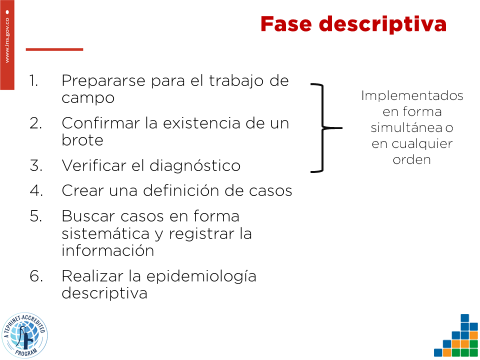 www.ins.gov.co
Fase descriptiva
1. Prepararse para el trabajo de
campo
2. Confirmar la existencia de un
brote
3. Verificar el diagnóstico
4. Crear una definición de casos
5. Buscar casos en forma
sistemática y registrar la
información
6. Realizar la epidemiología
descriptiva
Implementados
en forma
simultánea o
en cualquier
orden
A TEPHINET ACCREDITED
PROGRAM